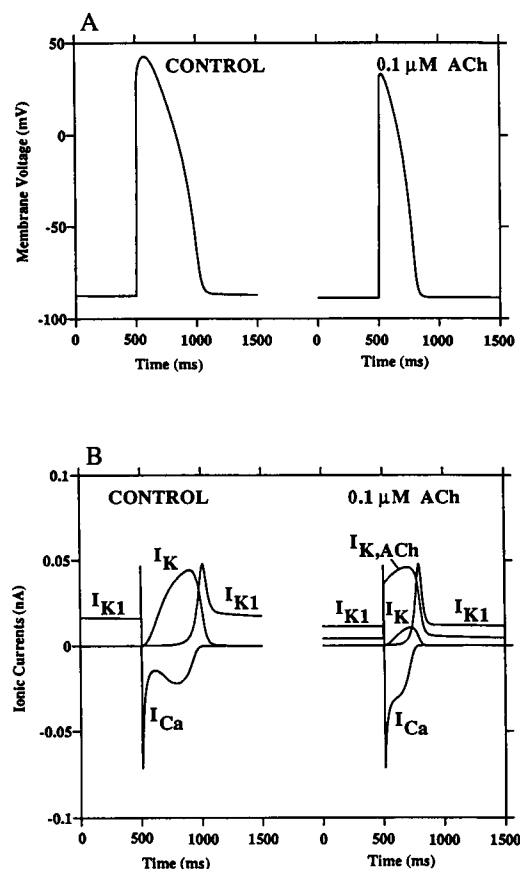 A
CONTROL
0.1 μM ACh
Membrane Voltage (mV)
50
0
-50
-100
0 500 1000 1500
0 500 1000 1500
Time (ms)
Time (ms)
B
CONTROL
0.1 μM ACh
Ionic Currents (nA)
0.1
0.05
0
-0.05
-0.1
I_K1
I_K
I_K1
I_Ca
I_K,ACh
I_K1
I_K
I_K1
I_Ca
0 500 1000 1500
0 500 1000 1500
Time (ms)
Time (ms)